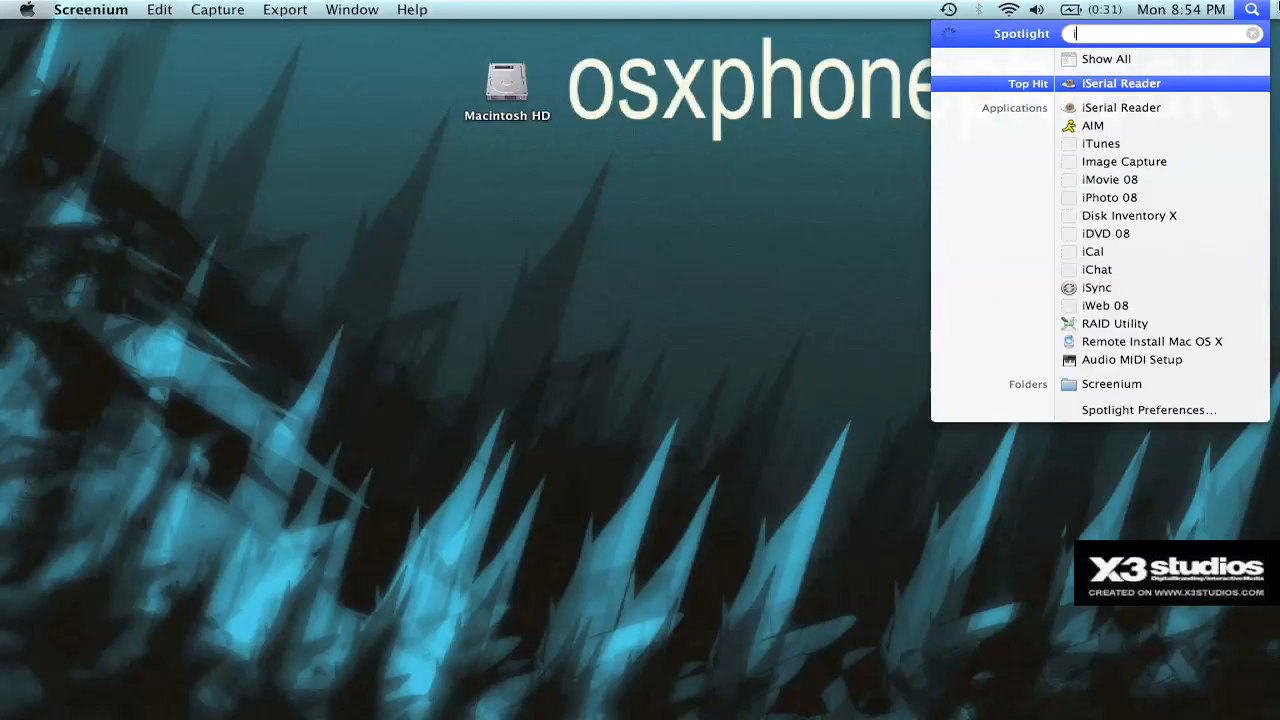 Screenium Edit Capture Export Window Help (0:31) Mon 8:54 PM
Spotlight i
Show All
Top Hit iSerial Reader
Applications iSerial Reader
AIM
iTunes
Image Capture
iMovie 08
iPhoto 08
Disk Inventory X
iDVD 08
iCal
iChat
iSync
iWeb 08
RAID Utility
Remote Install Mac OS X
Audio MIDI Setup
Folders Screenium
Spotlight Preferences...
osxphone
Macintosh HD
X3studios
DigitalBranding/InteractiveMedia
CREATED ON WWW.X3STUDIOS.COM